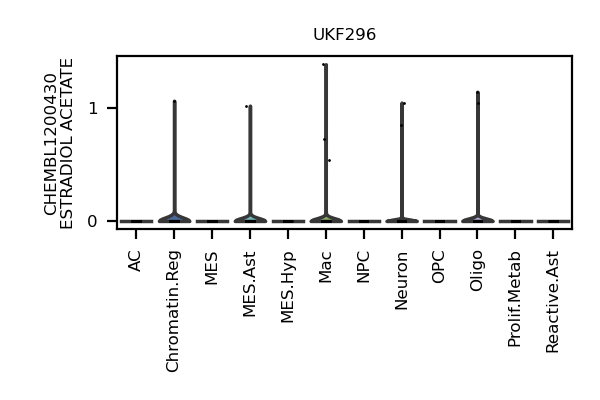 UKF296
CHEMBL1200430
ESTRADIOL ACETATE
1
0
AC
Chromatin.Reg
MES
MES.Ast
MES.Hyp
Mac
NPC
Neuron
OPC
Oligo
Prolif.Metab
Reactive.Ast